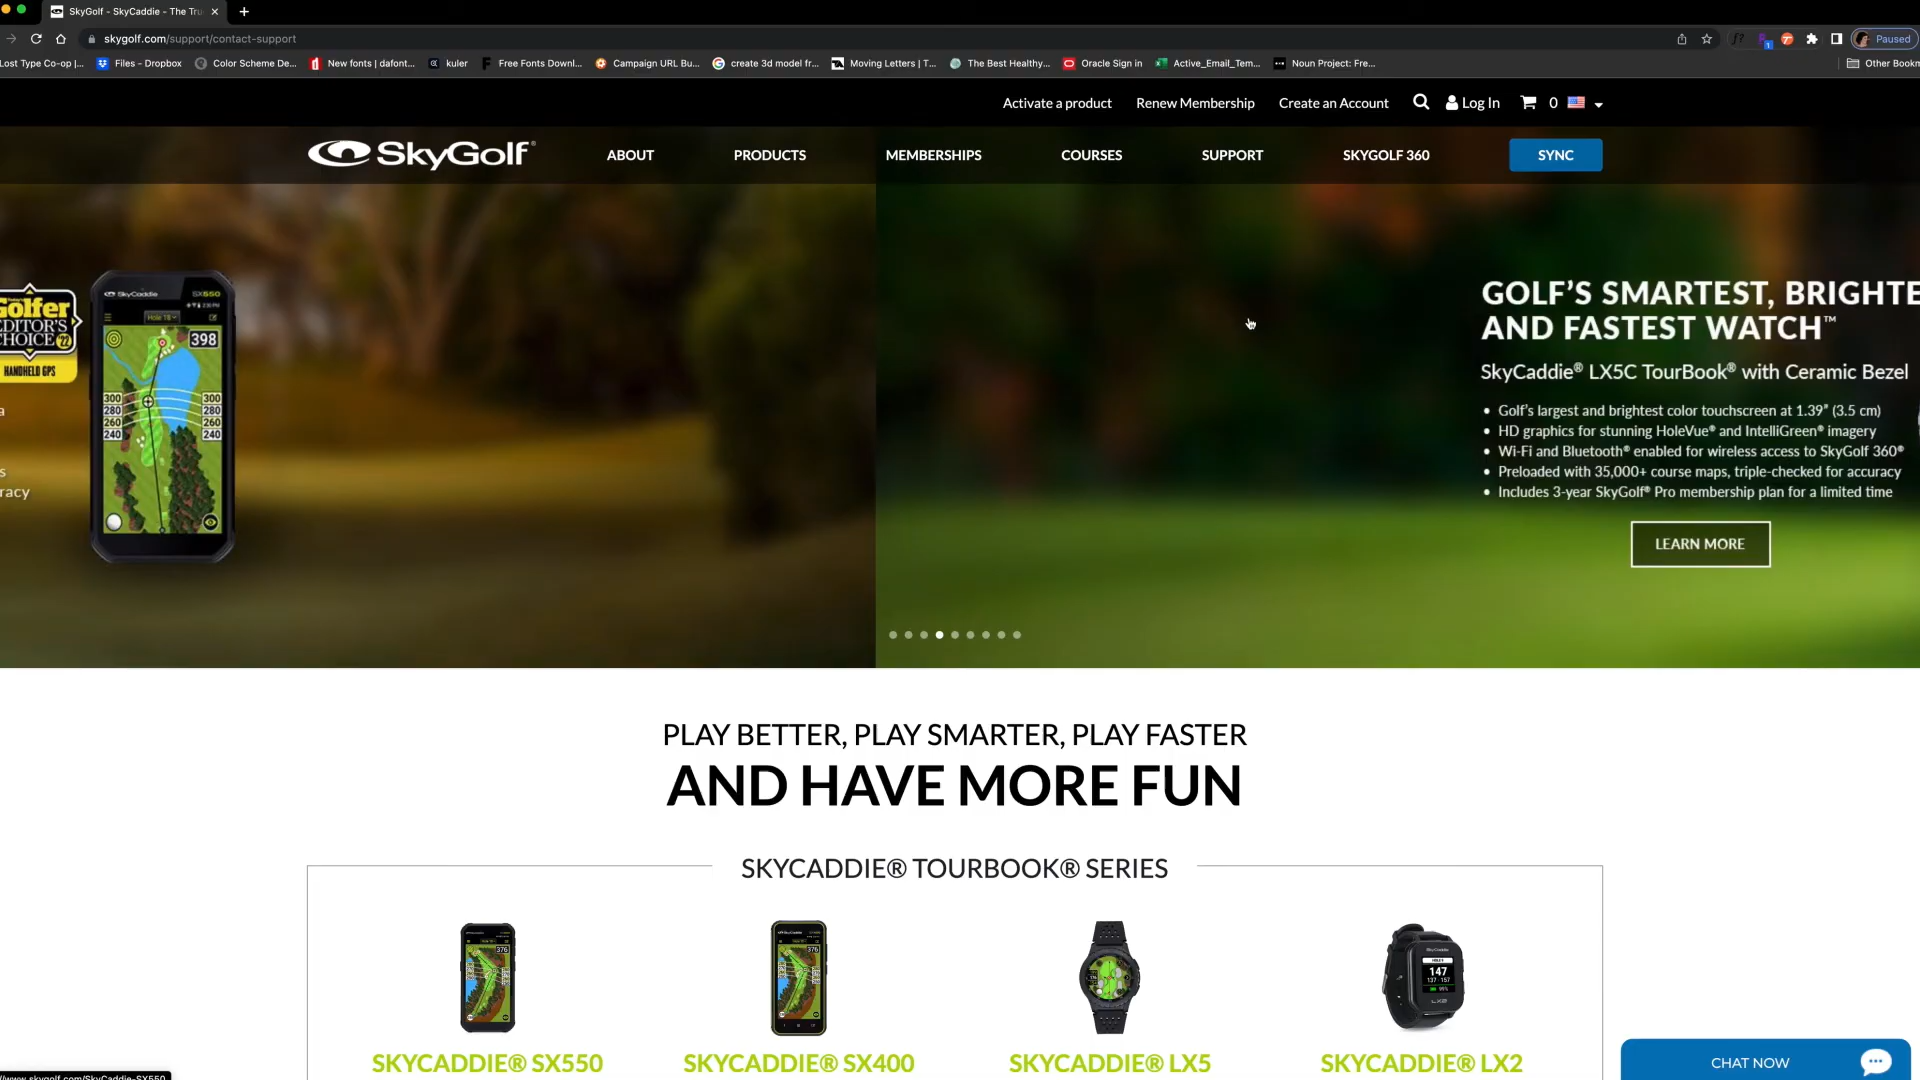 SkyGolf - SkyCaddie - The Tru
skygolf.com/support/contact-support
Paused
Lost Type Co-op |...
Files - Dropbox
Color Scheme De...
New fonts | dafont...
kuler
Free Fonts Downl...
Campaign URL Bu...
create 3d model fr...
Moving Letters | T...
The Best Healthy...
Oracle Sign in
Active_Email_Tem...
Noun Project: Fre...
Other Bookm
Activate a product
Renew Membership
Create an Account
Log In
0
SkyGolf®
ABOUT
PRODUCTS
MEMBERSHIPS
COURSES
SUPPORT
SKYGOLF 360
SYNC
Golfer
EDITOR'S
CHOICE '22
HANDHELD GPS
a
s
racy
SkyCaddie SX550
Hole 18
398
300 300
280 280
260 260
240 240
GOLF'S SMARTEST, BRIGHTE
AND FASTEST WATCH™
SkyCaddie® LX5C TourBook® with Ceramic Bezel
• Golf's largest and brightest color touchscreen at 1.39" (3.5 cm)
• HD graphics for stunning HoleVue® and IntelliGreen® imagery
• Wi-Fi and Bluetooth® enabled for wireless access to SkyGolf 360®
• Preloaded with 35,000+ course maps, triple-checked for accuracy
• Includes 3-year SkyGolf® Pro membership plan for a limited time
LEARN MORE
PLAY BETTER, PLAY SMARTER, PLAY FASTER
AND HAVE MORE FUN
SKYCADDIE® TOURBOOK® SERIES
376
376
147
137 · 157
LX2
SKYCADDIE® SX550
SKYCADDIE® SX400
SKYCADDIE® LX5
SKYCADDIE® LX2
CHAT NOW
//www.skygolf.com/SkyCaddie-SX550